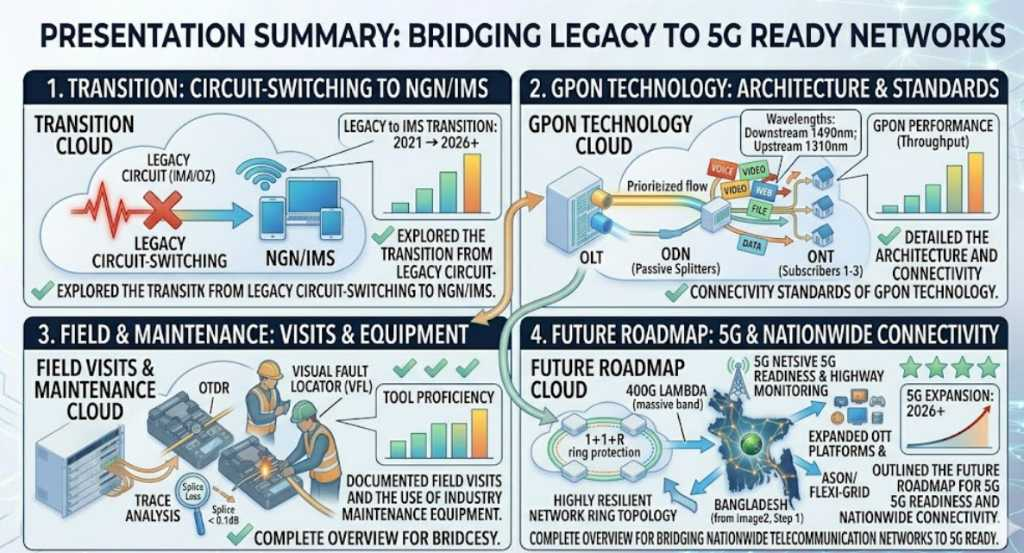 PRESENTATION SUMMARY: BRIDGING LEGACY TO 5G READY NETWORKS
1. TRANSITION: CIRCUIT-SWITCHING TO NGN/IMS
TRANSITION
CLOUD
LEGACY to IMS TRANSITION:
2021 → 2026+
LEGACY
CIRCUIT (IMA/OZ)
LEGACY
CIRCUIT-SWITCHING
NGN/IMS
EXPLORED THE
TRANSITION FROM
LEGACY CIRCUIT-
EXPLORED THE TRANSITK FROM LEGACY CIRCUIT-SWITCHING TO NGN/IMS.
2. GPON TECHNOLOGY: ARCHITECTURE & STANDARDS
GPON TECHNOLOGY
CLOUD
Wavelengths:
Downstream 1490nm;
Upstream 1310nm
GPON PERFORMANCE
(Throughput)
Priorieized flow
VOICE
VIDEO
VIDEO
WEB
FILE
DATA
OLT
ODN
(Passive Splitters)
ONT
(Subscribers 1-3)
DETAILED THE
ARCHITECTURE AND
CONNECTIVITY
CONNECTIVITY STANDARDS OF GPON TECHNOLOGY.
3. FIELD & MAINTENANCE: VISITS & EQUIPMENT
FIELD VISITS &
MAINTENANCE
CLOUD
OTDR
VISUAL FAULT
LOCATOR (VFL)
TOOL PROFICIENCY
TRACE
ANALYSIS
Splice
Loss
Splice
< 0.1dB
DOCUMENTED FIELD VISITS
AND THE USE OF INDUSTRY
MAINTENANCE EQUIPMENT.
COMPLETE OVERVIEW FOR BRIDCESY.
4. FUTURE ROADMAP: 5G & NATIONWIDE CONNECTIVITY
FUTURE ROADMAP
CLOUD
400G LAMBDA
(massive band)
5G NETSIVE 5G
READINESS & HIGHWAY
MONITORING
5G EXPANSION:
2026+
1+1+R
ring protection
EXPANDED OTT
PLATFORMS &
ASON/
FLEXI-GRID
HIGHLY RESILIENT
NETWORK RING TOPOLOGY
BANGLADESH
(from image2, Step 1)
OUTLINED THE FUTURE
ROADMAP FOR 5G
5G READINESS AND
NATIONWIDE CONNECTIVITY.
COMPLETE OVERVIEW FOR BRIDGING NATIONWIDE TELECOMMUNICATION NETWORKS TO 5G READY.